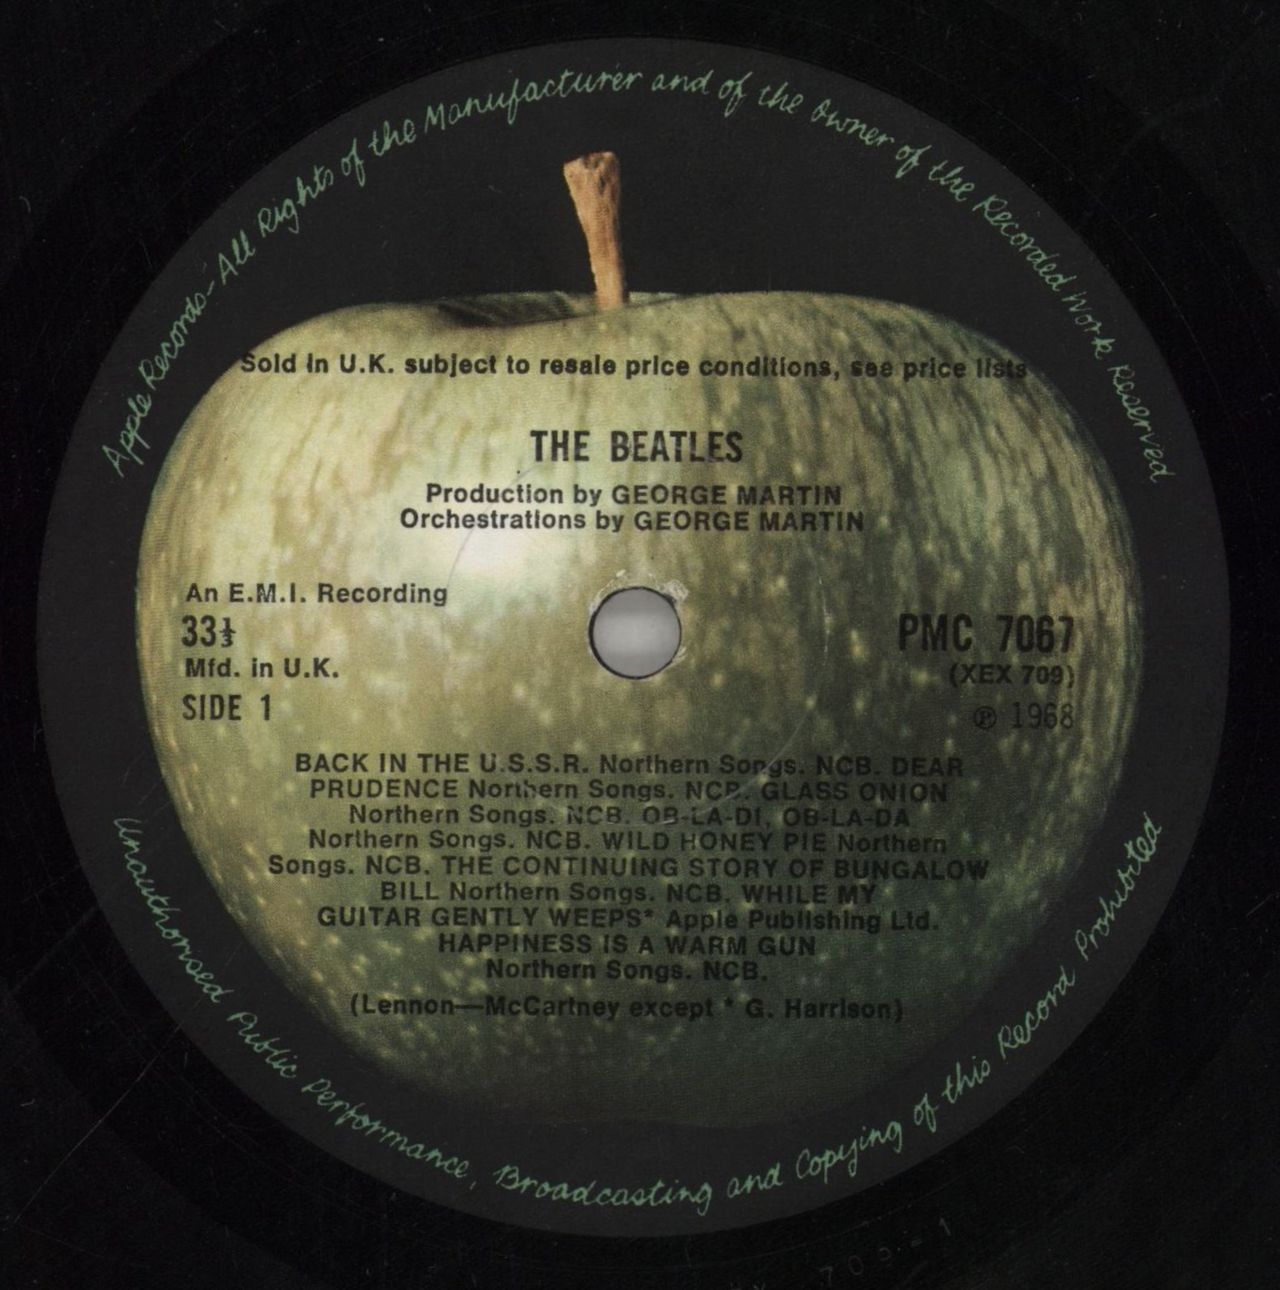 Apple Records - All Rights of the Manufacturer and of the Owner of the Recorded Work Reserved
Sold in U.K. subject to resale price conditions, see price lists
THE BEATLES
Production by GEORGE MARTIN
Orchestrations by GEORGE MARTIN
An E.M.I. Recording
33⅓
Mfd. in U.K.
SIDE 1
PMC 7067
(XEX 709)
℗ 1968
BACK IN THE U.S.S.R. Northern Songs. NCB. DEAR
PRUDENCE Northern Songs. NCB. GLASS ONION
Northern Songs. NCB. OB-LA-DI, OB-LA-DA
Northern Songs. NCB. WILD HONEY PIE Northern
Songs. NCB. THE CONTINUING STORY OF BUNGALOW
BILL Northern Songs. NCB. WHILE MY
GUITAR GENTLY WEEPS* Apple Publishing Ltd.
HAPPINESS IS A WARM GUN
Northern Songs. NCB.
(Lennon—McCartney except * G. Harrison)
Unauthorised Public Performance, Broadcasting and Copying of this Record Prohibited